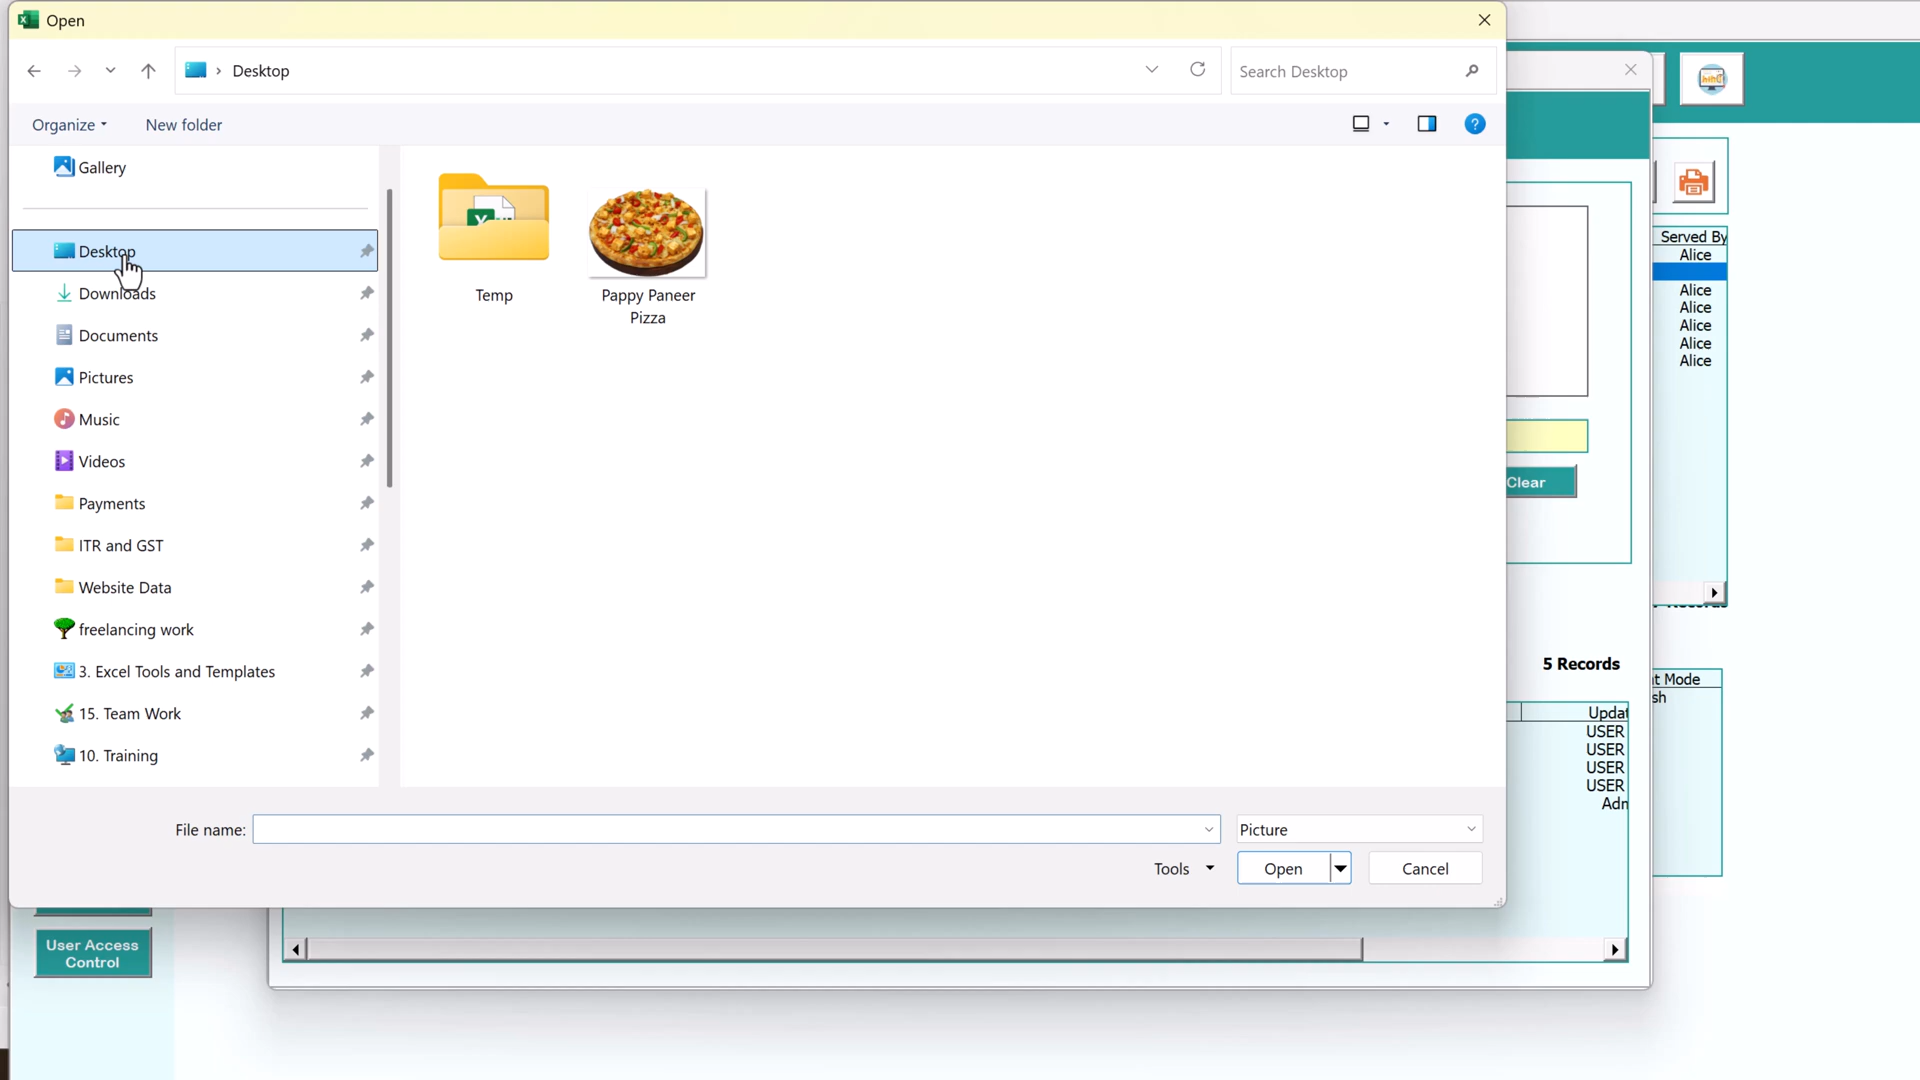 Open
Desktop
Search Desktop
Organize
New folder
Gallery
Desktop
Downloads
Documents
Pictures
Music
Videos
Payments
ITR and GST
Website Data
freelancing work
3. Excel Tools and Templates
15. Team Work
10. Training
Temp
Pappy Paneer
Pizza
File name:
Picture
Tools
Open
Cancel
Served By
Alice
Alice
Alice
Alice
Alice
Alice
Clear
5 Records
t Mode
sh
Updat
USER
USER
USER
USER
Adn
User Access
Control